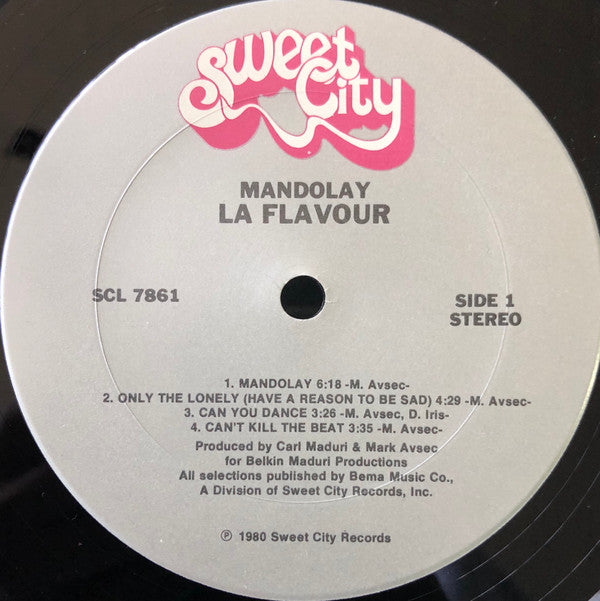 Sweet
City
MANDOLAY
LA FLAVOUR
SCL 7861
SIDE 1
STEREO
1. MANDOLAY 6:18 -M. Avsec-
2. ONLY THE LONELY (HAVE A REASON TO BE SAD) 4:29 -M. Avsec-
3. CAN YOU DANCE 3:26 -M. Avsec, D. Iris-
4. CAN'T KILL THE BEAT 3:35 -M. Avsec-
Produced by Carl Maduri & Mark Avsec
for Belkin Maduri Productions
All selections published by Bema Music Co.,
A Division of Sweet City Records, Inc.
℗ 1980 Sweet City Records